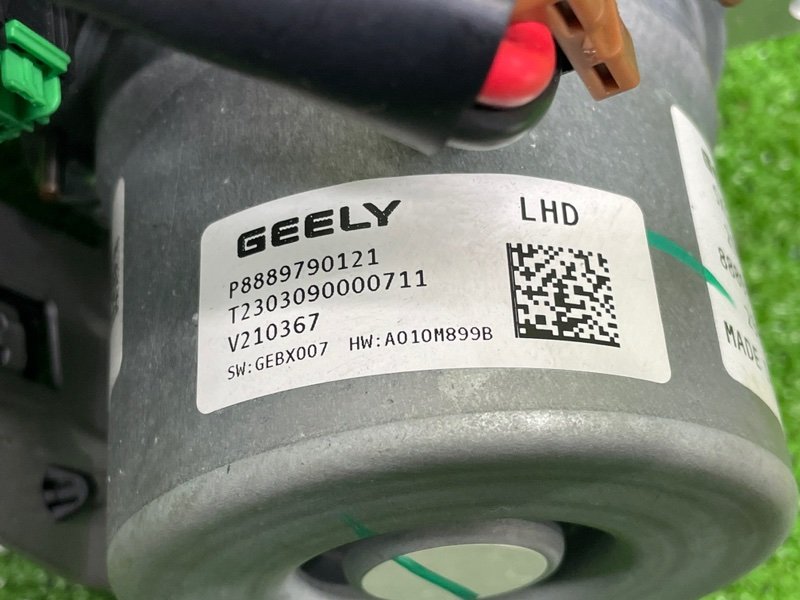 GEELY
LHD
P8889790121
T2303090000711
V210367
SW:GEBX007 HW:A010M899B
MADE